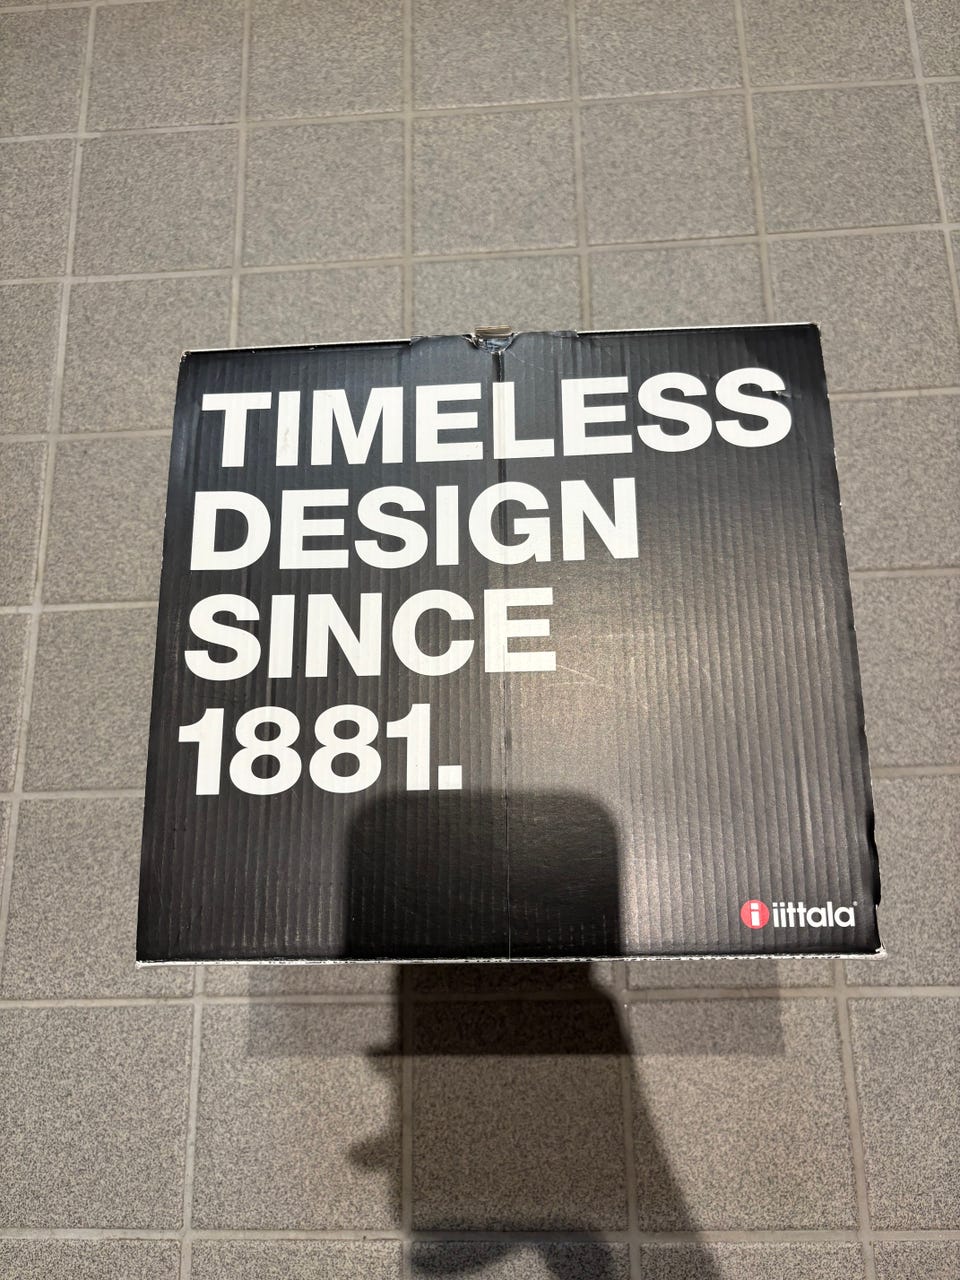 TIMELESS
DESIGN
SINCE
1881.
i iittala®